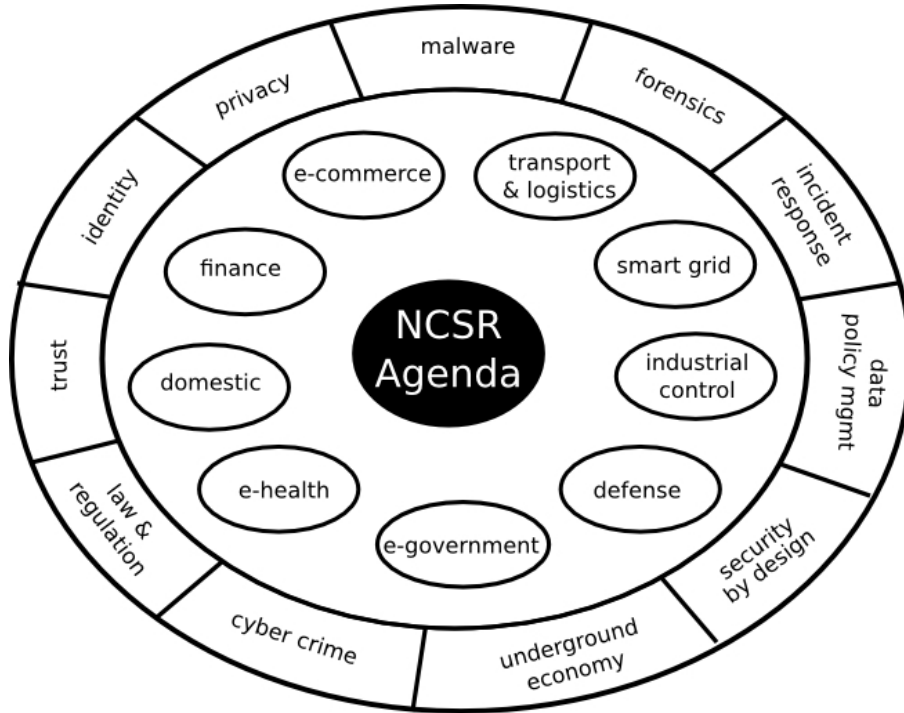 malware
forensics
incident
response
data
policy mgmt
security
by design
underground
economy
cyber crime
law &
regulation
trust
identity
privacy
e-commerce
transport
& logistics
smart grid
industrial
control
defense
e-government
e-health
domestic
finance
NCSR
Agenda